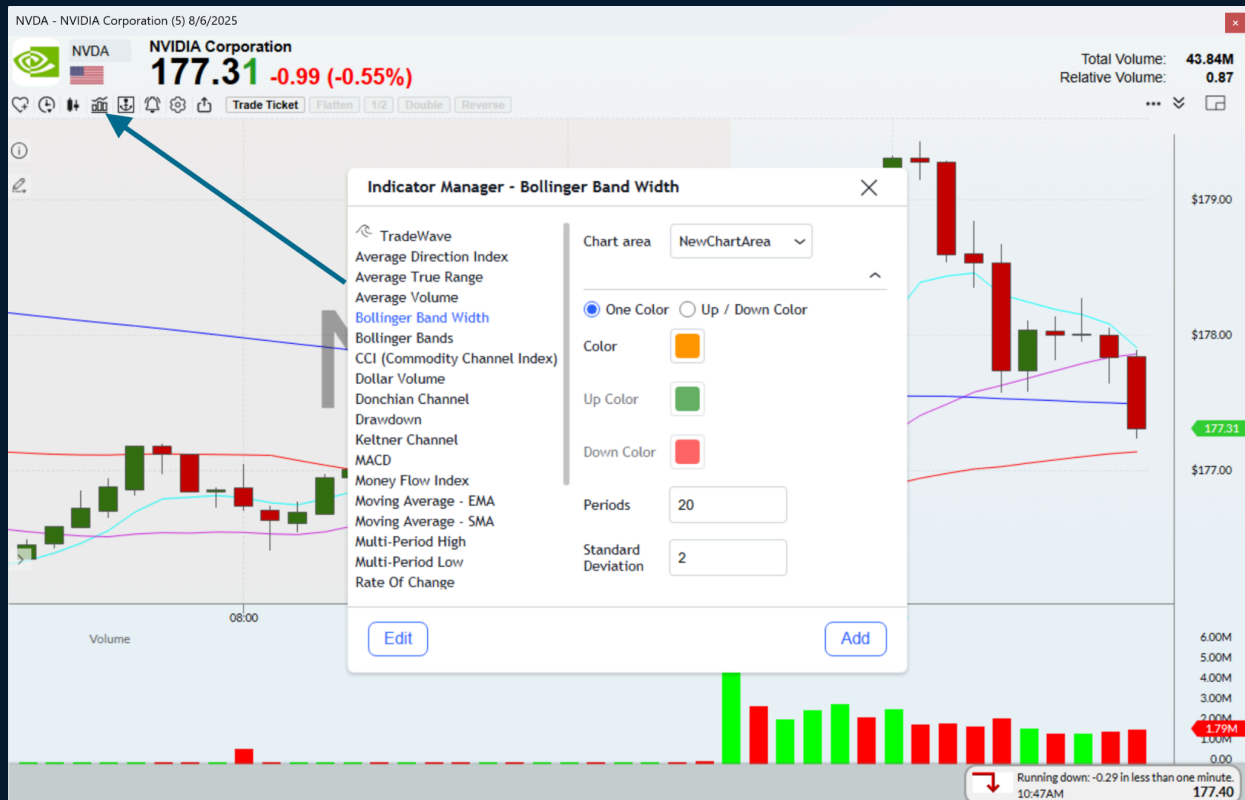 NVDA - NVIDIA Corporation (5) 8/6/2025
NVDA
NVIDIA Corporation
177.31 -0.99 (-0.55%)
Total Volume: 43.84M
Relative Volume: 0.87
Trade Ticket
Flatten
1/2
Double
Reverse
Indicator Manager - Bollinger Band Width
TradeWave
Average Direction Index
Average True Range
Average Volume
Bollinger Band Width
Bollinger Bands
CCI (Commodity Channel Index)
Dollar Volume
Donchian Channel
Drawdown
Keltner Channel
MACD
Money Flow Index
Moving Average - EMA
Moving Average - SMA
Multi-Period High
Multi-Period Low
Rate Of Change
Chart area NewChartArea
One Color Up / Down Color
Color
Up Color
Down Color
Periods 20
Standard
Deviation
2
Edit
Add
$179.00
$178.00
177.31
$177.00
08:00
Volume
6.00M
5.00M
4.00M
3.00M
2.00M
1.79M
1.00M
0.00
Running down: -0.29 in less than one minute.
10:47AM 177.40